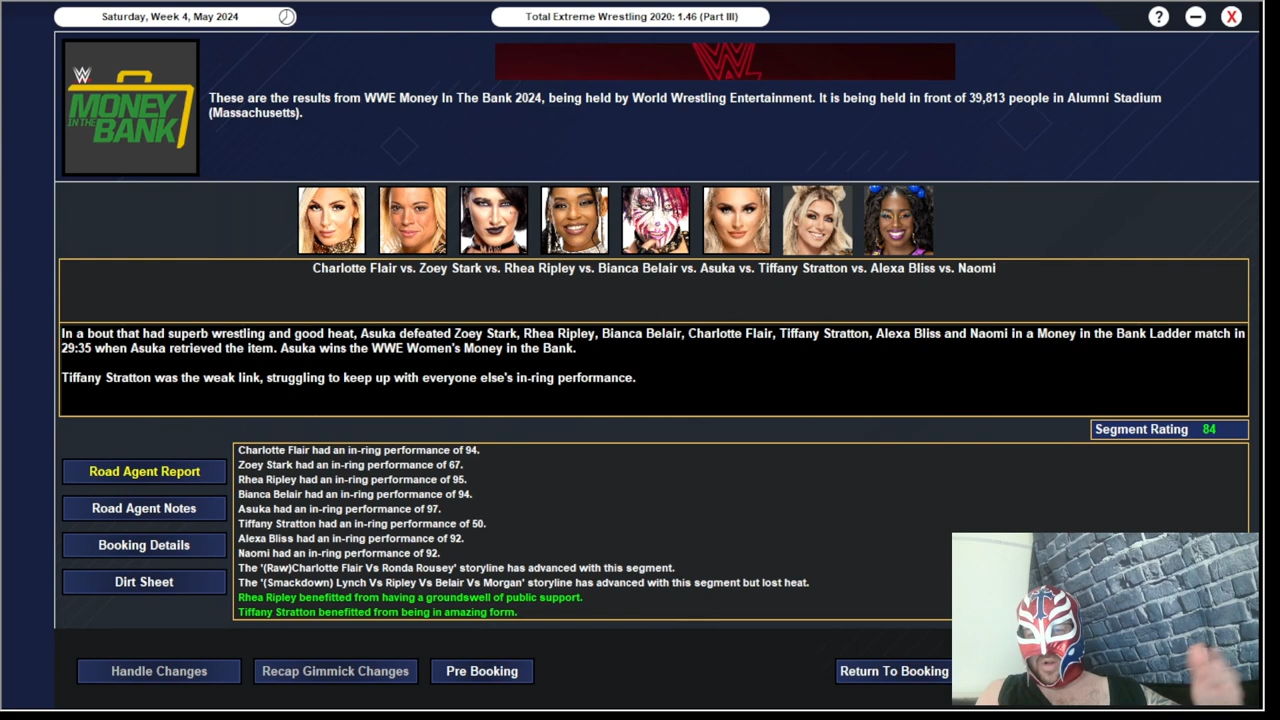 Saturday, Week 4, May 2024
Total Extreme Wrestling 2020: 1.46 (Part III)
?
X
W
MONEY
IN THE
BANK
These are the results from WWE Money In The Bank 2024, being held by World Wrestling Entertainment. It is being held in front of 39,813 people in Alumni Stadium
(Massachusetts).
Charlotte Flair vs. Zoey Stark vs. Rhea Ripley vs. Bianca Belair vs. Asuka vs. Tiffany Stratton vs. Alexa Bliss vs. Naomi
In a bout that had superb wrestling and good heat, Asuka defeated Zoey Stark, Rhea Ripley, Bianca Belair, Charlotte Flair, Tiffany Stratton, Alexa Bliss and Naomi in a Money in the Bank Ladder match in
29:35 when Asuka retrieved the item. Asuka wins the WWE Women's Money in the Bank.
Tiffany Stratton was the weak link, struggling to keep up with everyone else's in-ring performance.
Segment Rating 84
Road Agent Report
Road Agent Notes
Booking Details
Dirt Sheet
Charlotte Flair had an in-ring performance of 94.
Zoey Stark had an in-ring performance of 67.
Rhea Ripley had an in-ring performance of 95.
Bianca Belair had an in-ring performance of 94.
Asuka had an in-ring performance of 97.
Tiffany Stratton had an in-ring performance of 50.
Alexa Bliss had an in-ring performance of 92.
Naomi had an in-ring performance of 92.
The '(Raw)Charlotte Flair Vs Ronda Rousey' storyline has advanced with this segment.
The '(Smackdown) Lynch Vs Ripley Vs Belair Vs Morgan' storyline has advanced with this segment but lost heat.
Rhea Ripley benefitted from having a groundswell of public support.
Tiffany Stratton benefitted from being in amazing form.
Handle Changes
Recap Gimmick Changes
Pre Booking
Return To Booking